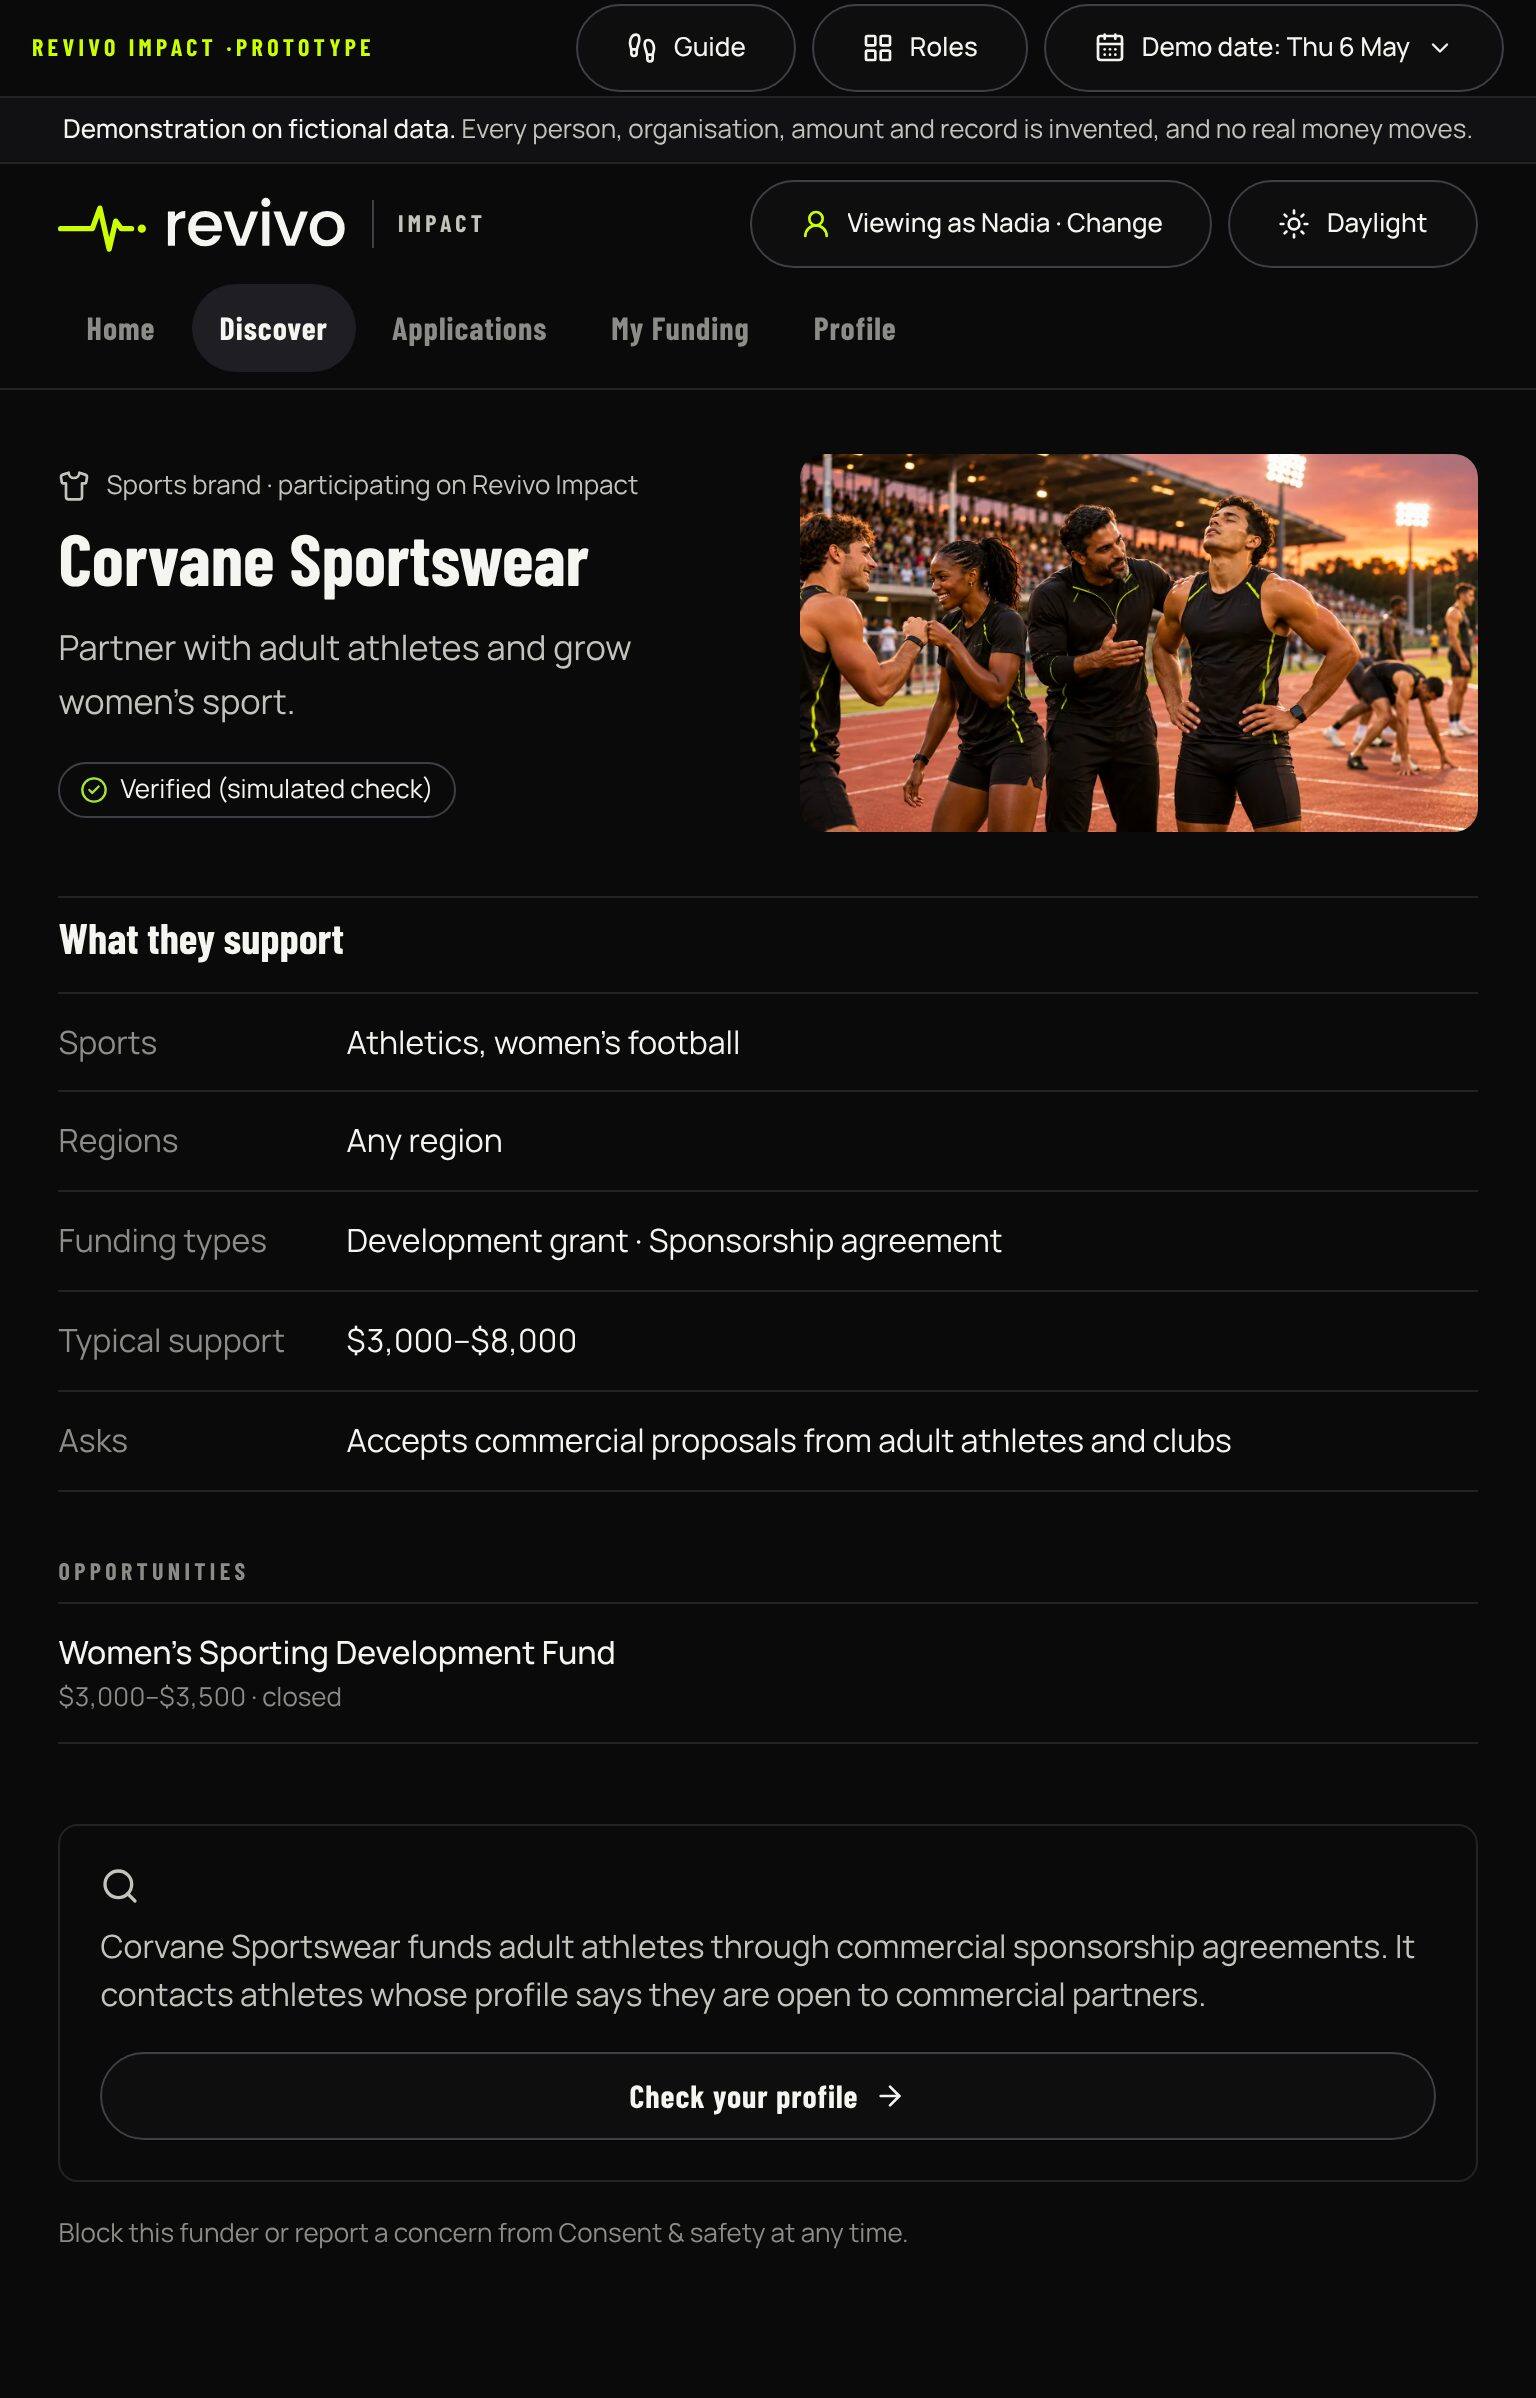 REVIVO IMPACT ·PROTOTYPE
Guide
Roles
Demo date: Thu 6 May
Demonstration on fictional data. Every person, organisation, amount and record is invented, and no real money moves.
revivo
IMPACT
Viewing as Nadia · Change
Daylight
Home
Discover
Applications
My Funding
Profile
Sports brand · participating on Revivo Impact
Corvane Sportswear
Partner with adult athletes and grow
women’s sport.
Verified (simulated check)
What they support
Sports
Athletics, women’s football
Regions
Any region
Funding types
Development grant · Sponsorship agreement
Typical support
$3,000–$8,000
Asks
Accepts commercial proposals from adult athletes and clubs
OPPORTUNITIES
Women’s Sporting Development Fund
$3,000–$3,500 · closed
Corvane Sportswear funds adult athletes through commercial sponsorship agreements. It
contacts athletes whose profile says they are open to commercial partners.
Check your profile
Block this funder or report a concern from Consent & safety at any time.